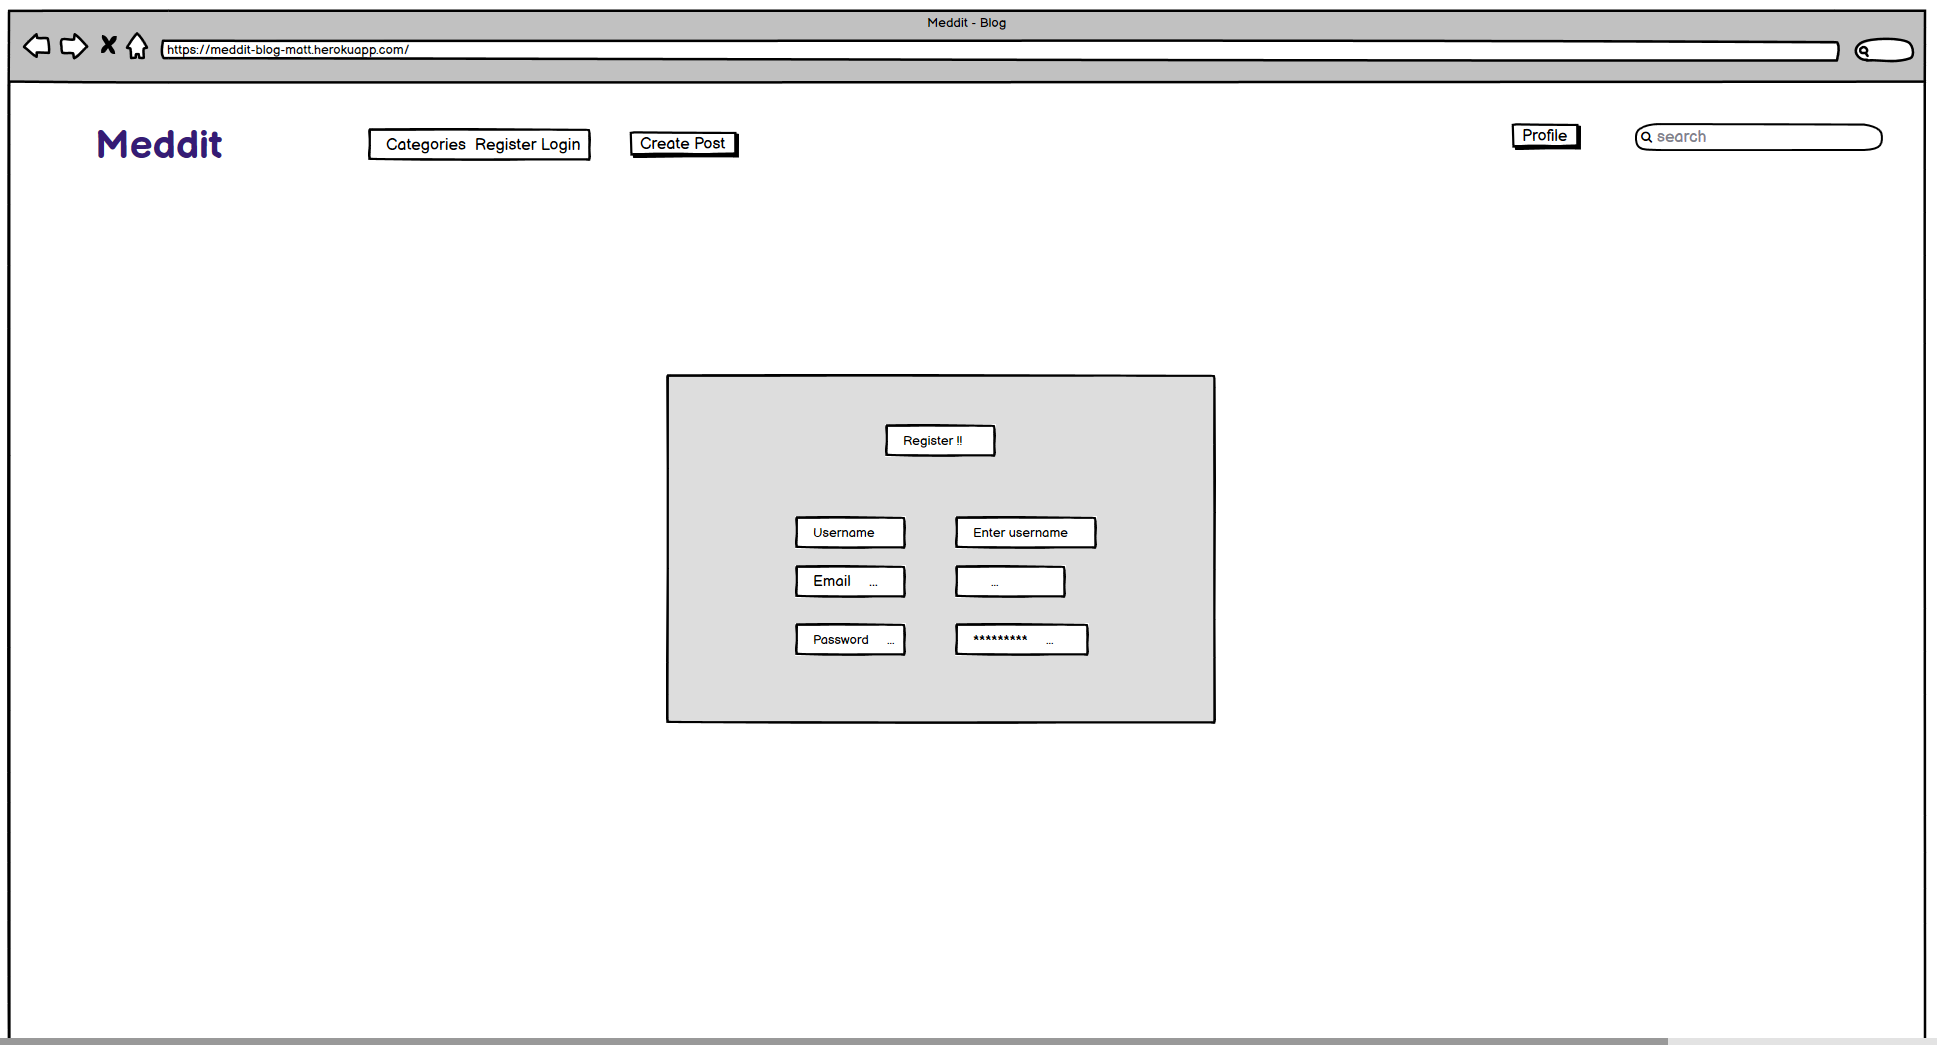 Meddit - Blog
https://meddit-blog-matt.herokuapp.com/
Meddit
Categories Register Login
Create Post
Profile
search
Register !!
Username
Enter username
Email ...
...
Password ...
********* ...